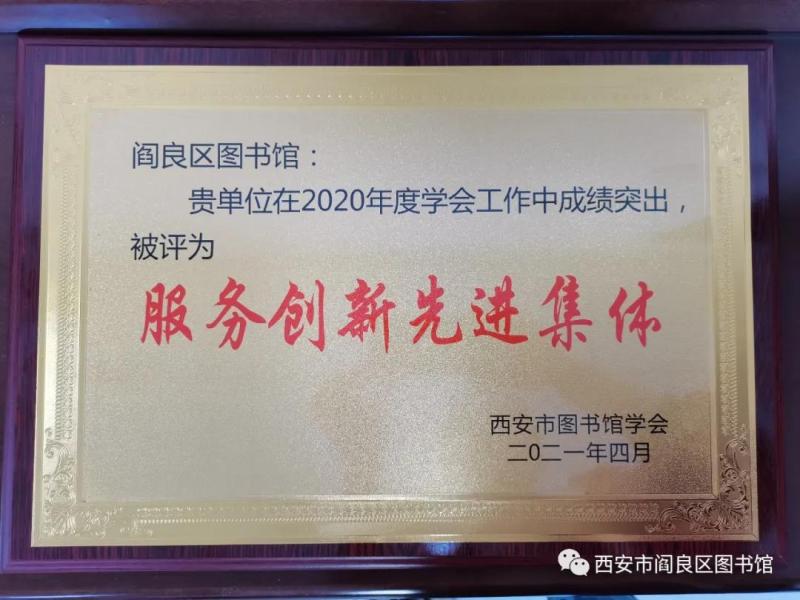 阎良区图书馆：
贵单位在2020年度学会工作中成绩突出，
被评为
服务创新先进集体
西安市图书馆学会
二0二一年四月
西安市阎良区图书馆